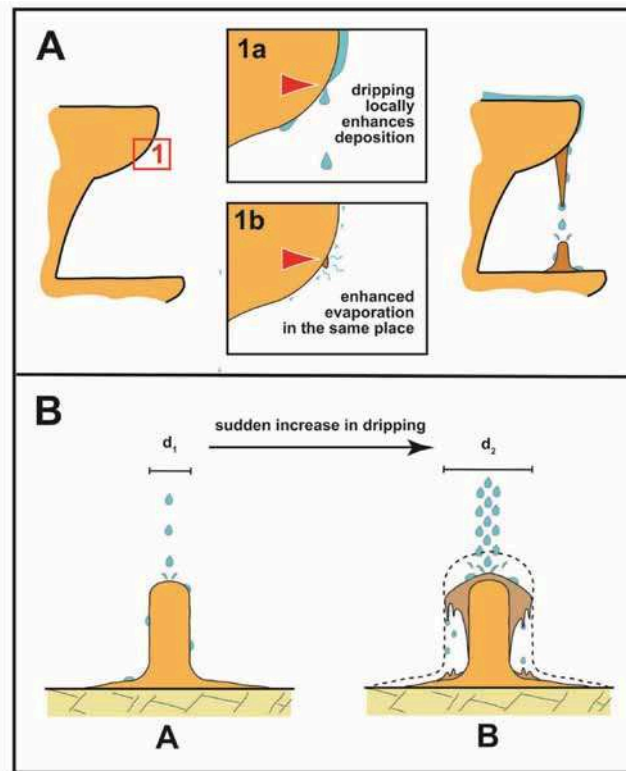 A
1
1a
dripping
locally
enhances
deposition
1b
enhanced
evaporation
in the same place
B
sudden increase in dripping
d₁
d₂
A
B